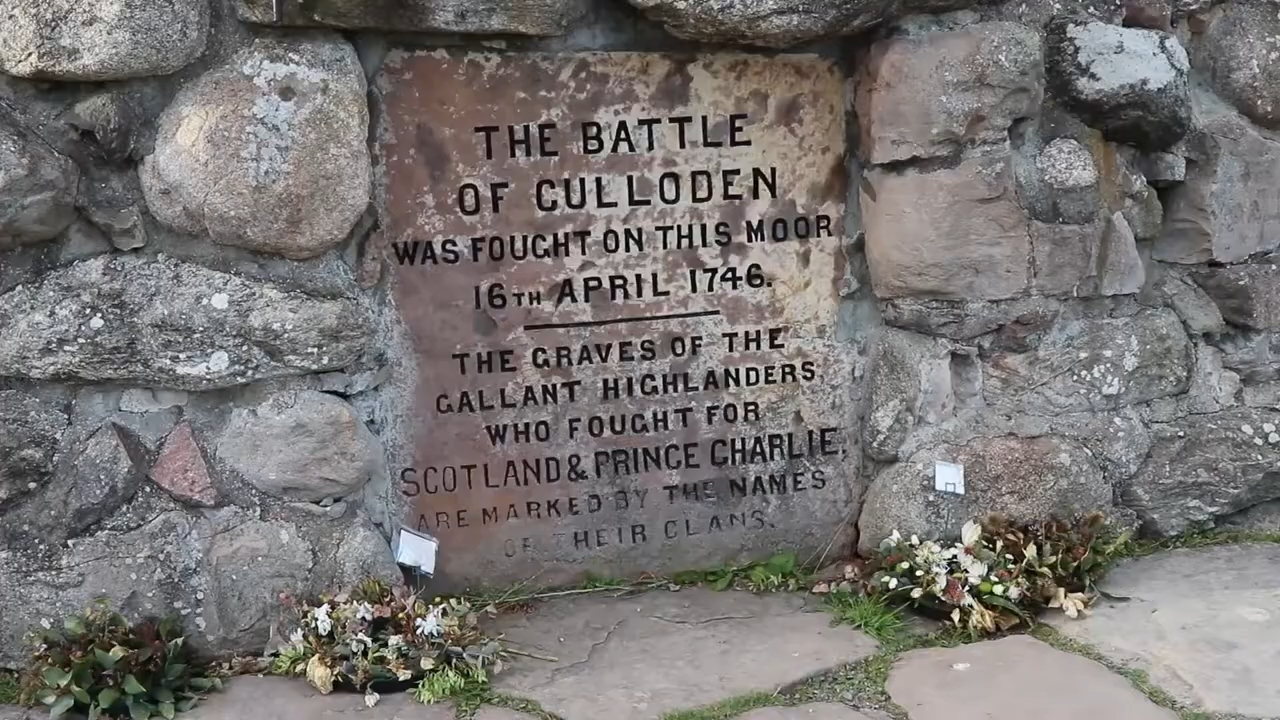 THE BATTLE
OF CULLODEN
WAS FOUGHT ON THIS MOOR
16TH APRIL 1746.
THE GRAVES OF THE
GALLANT HIGHLANDERS
WHO FOUGHT FOR
SCOTLAND & PRINCE CHARLIE.
ARE MARKED BY THE NAMES
OF THEIR CLANS.